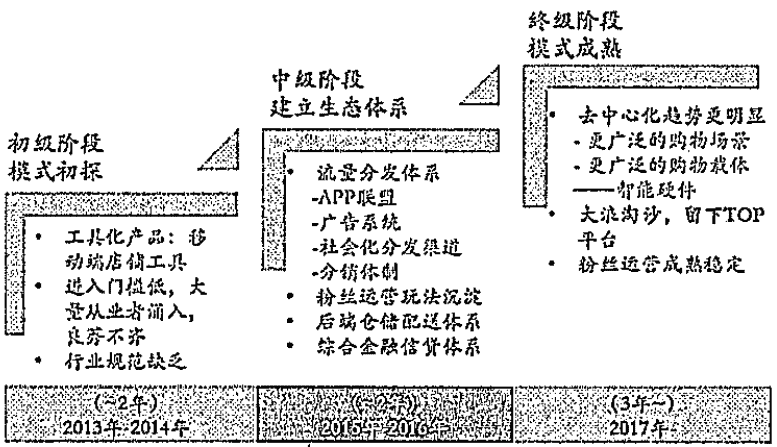 初级阶段
模式初探
• 工具化产品：移
动端店铺工具
• 进入门槛低，大
量从业者涌入，
良莠不齐
• 行业规范缺乏
(~2年)
2013年-2014年
中级阶段
建立生态体系
• 流量分发体系
-APP联盟
-广告系统
-社会化分发渠道
-分销体制
• 粉丝运营玩法沉淀
• 后端仓储配送体系
• 综合金融信贷体系
(~2年)
2015年-2016年
终级阶段
模式成熟
• 去中心化趋势更明显
- 更广泛的购物场景
- 更广泛的购物载体
——智能硬件
• 大浪淘沙，留下TOP
平台
• 粉丝运营成熟稳定
(3年~)
2017年-